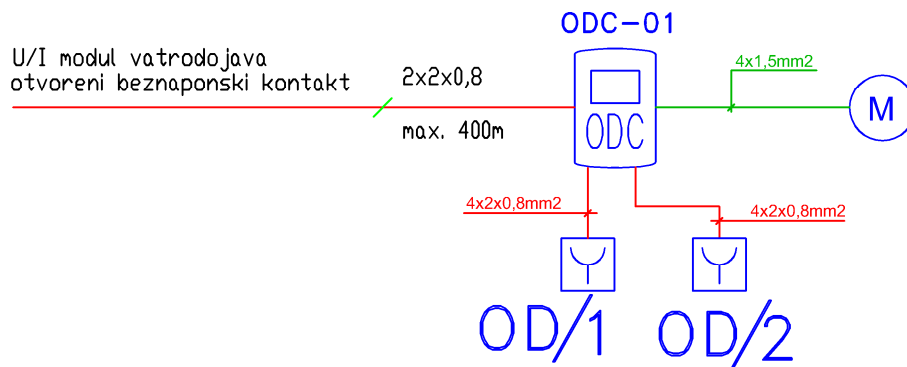 ODC-01
U/I modul vatrodojava
otvoreni beznaponski kontakt
2x2x0,8
max. 400m
4x1,5mm2
ODC
M
4x2x0,8mm2
4x2x0,8mm2
OD/1
OD/2